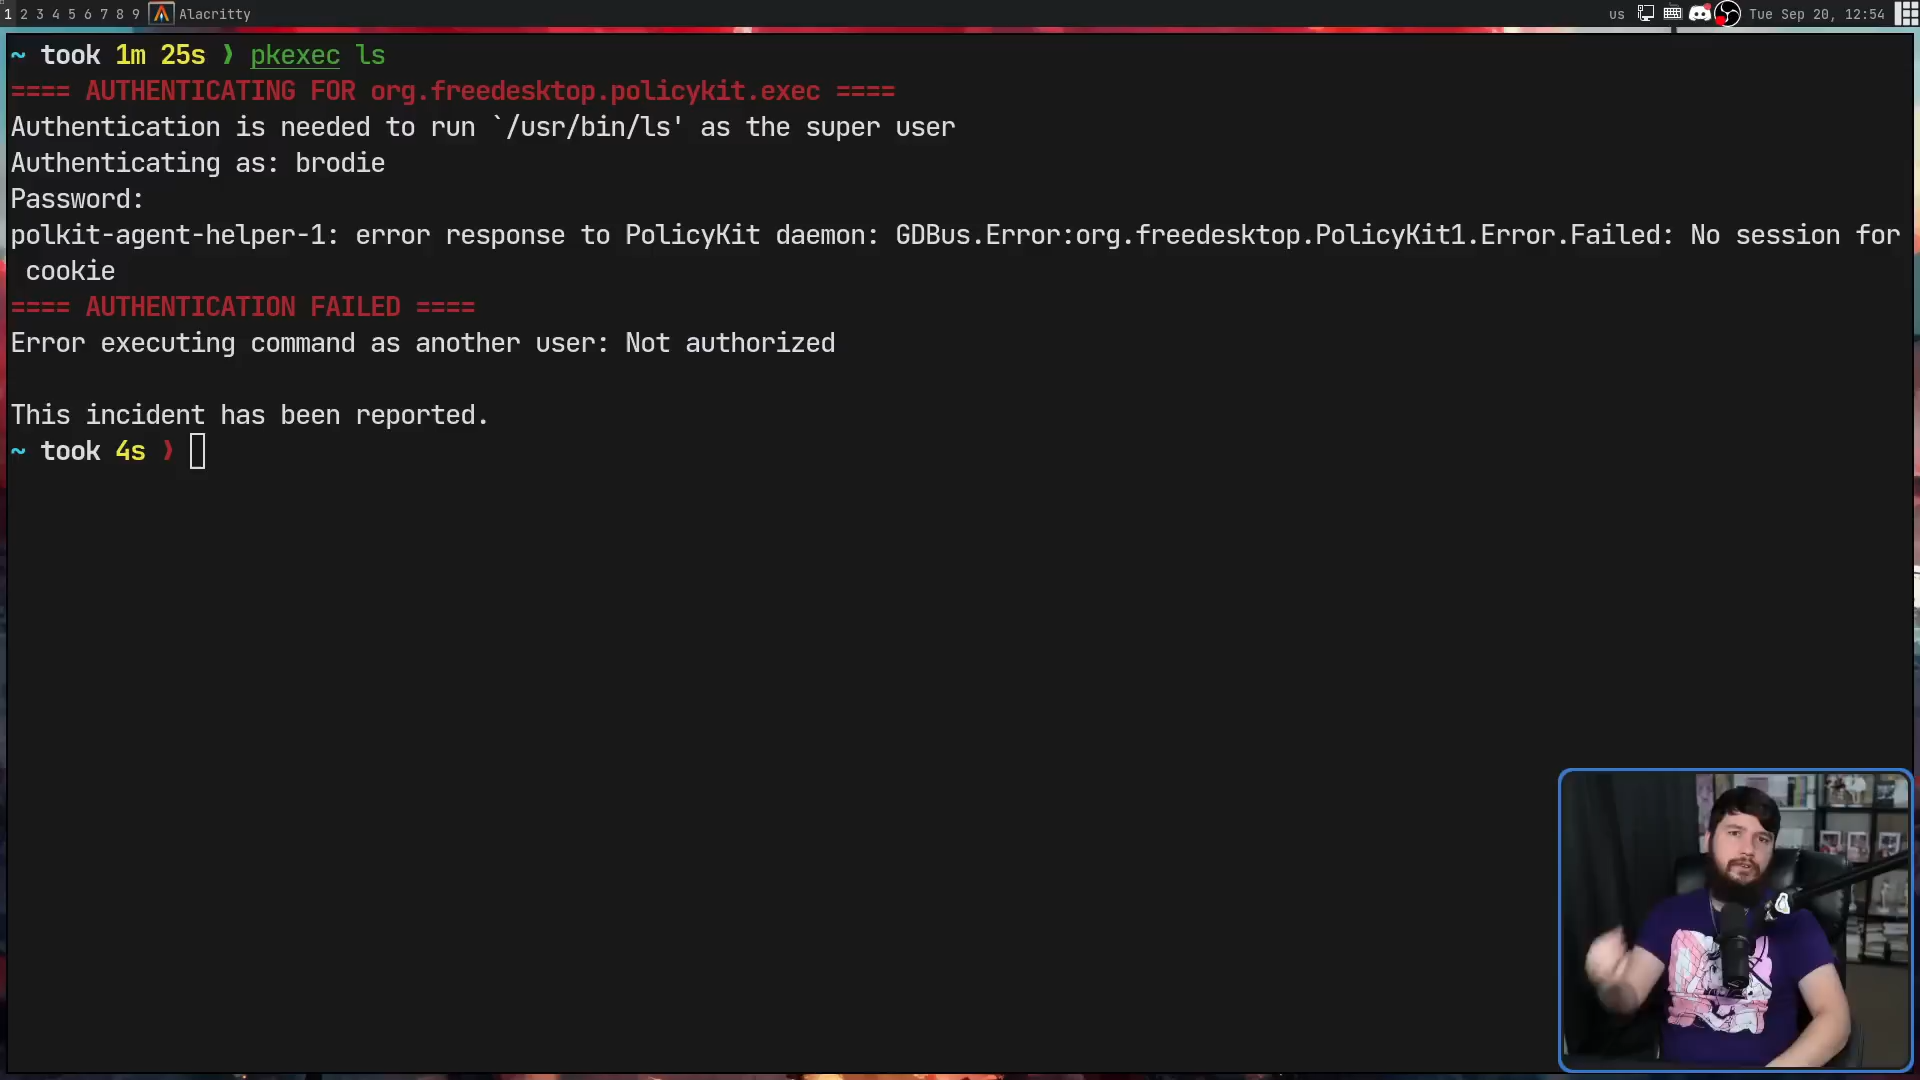 1 2 3 4 5 6 7 8 9 Alacritty us Tue Sep 20, 12:54
~ took 1m 25s ❯ pkexec ls
==== AUTHENTICATING FOR org.freedesktop.policykit.exec ====
Authentication is needed to run `/usr/bin/ls' as the super user
Authenticating as: brodie
Password:
polkit-agent-helper-1: error response to PolicyKit daemon: GDBus.Error:org.freedesktop.PolicyKit1.Error.Failed: No session for
cookie
==== AUTHENTICATION FAILED ====
Error executing command as another user: Not authorized
This incident has been reported.
~ took 4s ❯